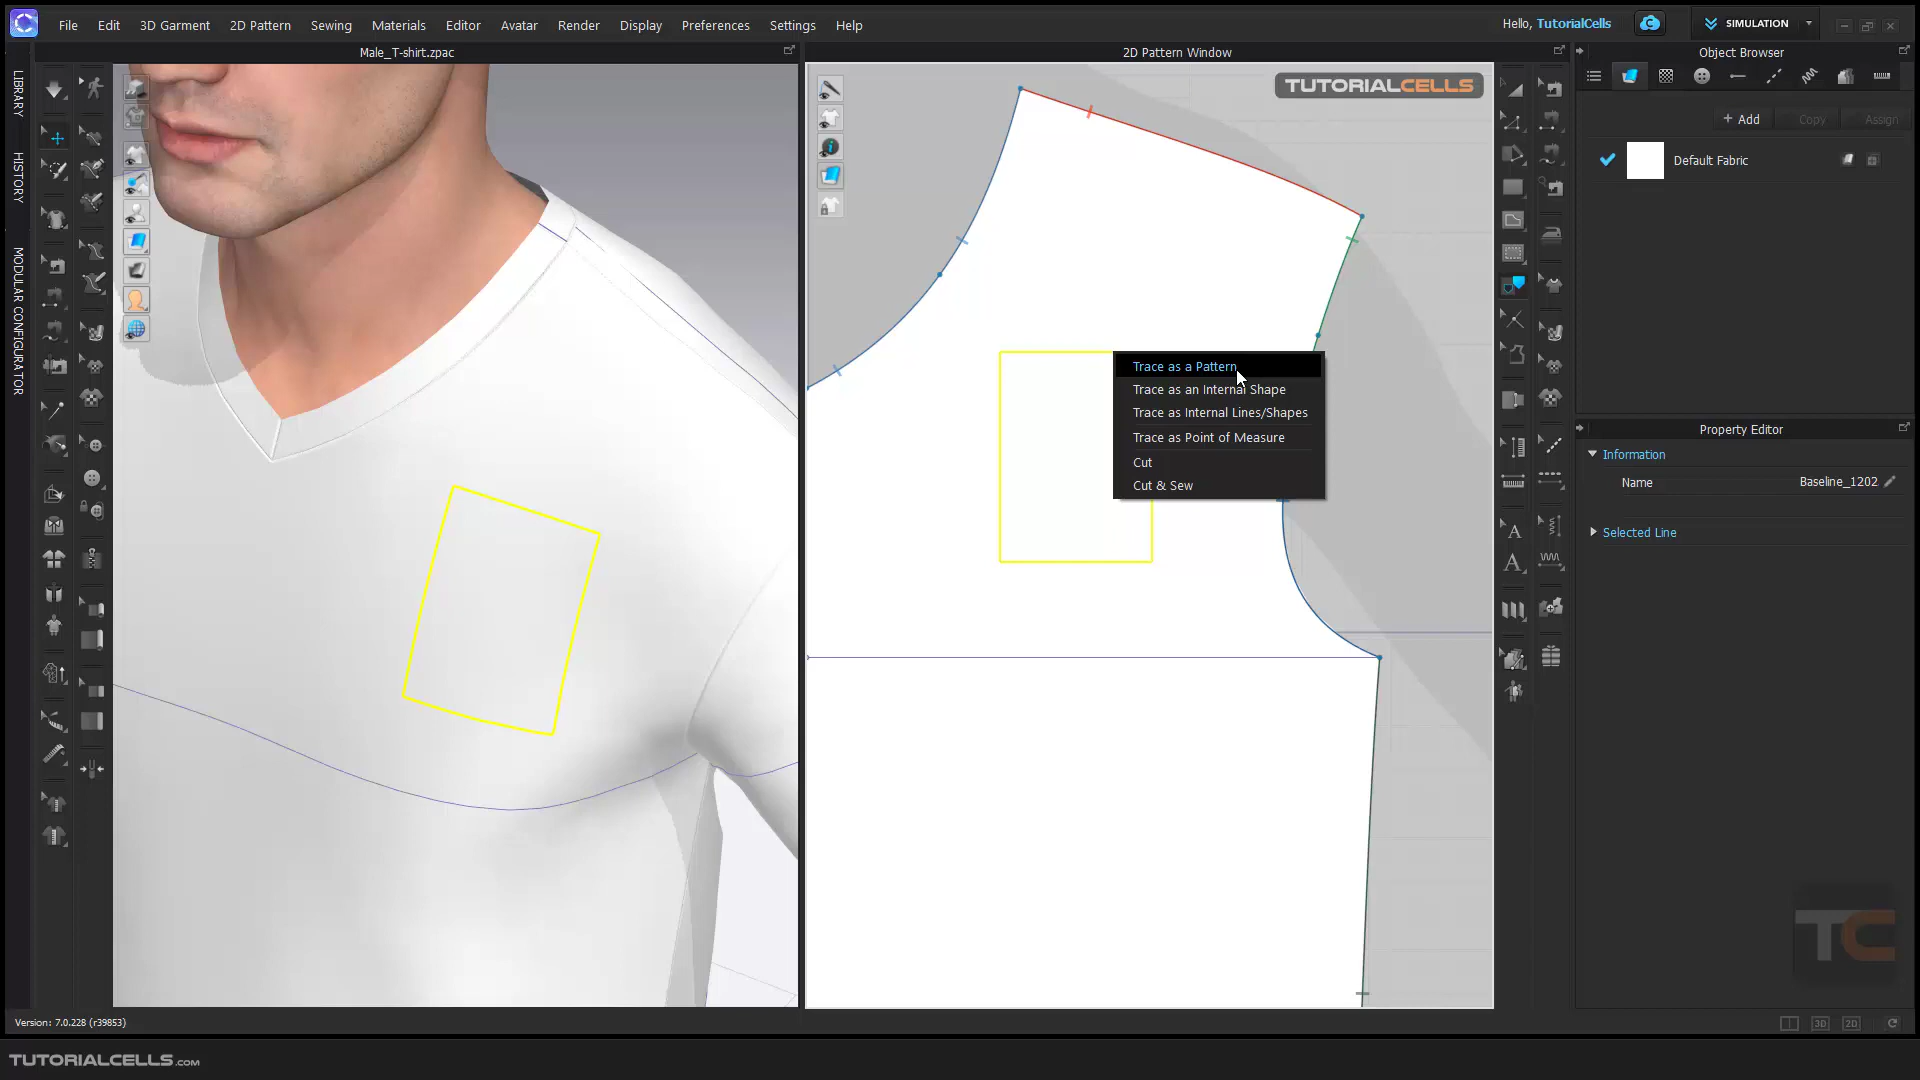 File Edit 3D Garment 2D Pattern Sewing Materials Editor Avatar Render Display Preferences Settings Help
Hello, TutorialCells
SIMULATION
Male_T-shirt.zpac
2D Pattern Window
Object Browser
LIBRARY
HISTORY
MODULAR CONFIGURATOR
TUTORIALCELLS
+ Add
Copy
Assign
Default Fabric
Trace as a Pattern
Trace as an Internal Shape
Trace as Internal Lines/Shapes
Trace as Point of Measure
Cut
Cut & Sew
Property Editor
Information
Name
Baseline_1202
Selected Line
A
A
TC
Version: 7.0.228 (r39853)
3D
2D
TUTORIALCELLS.com